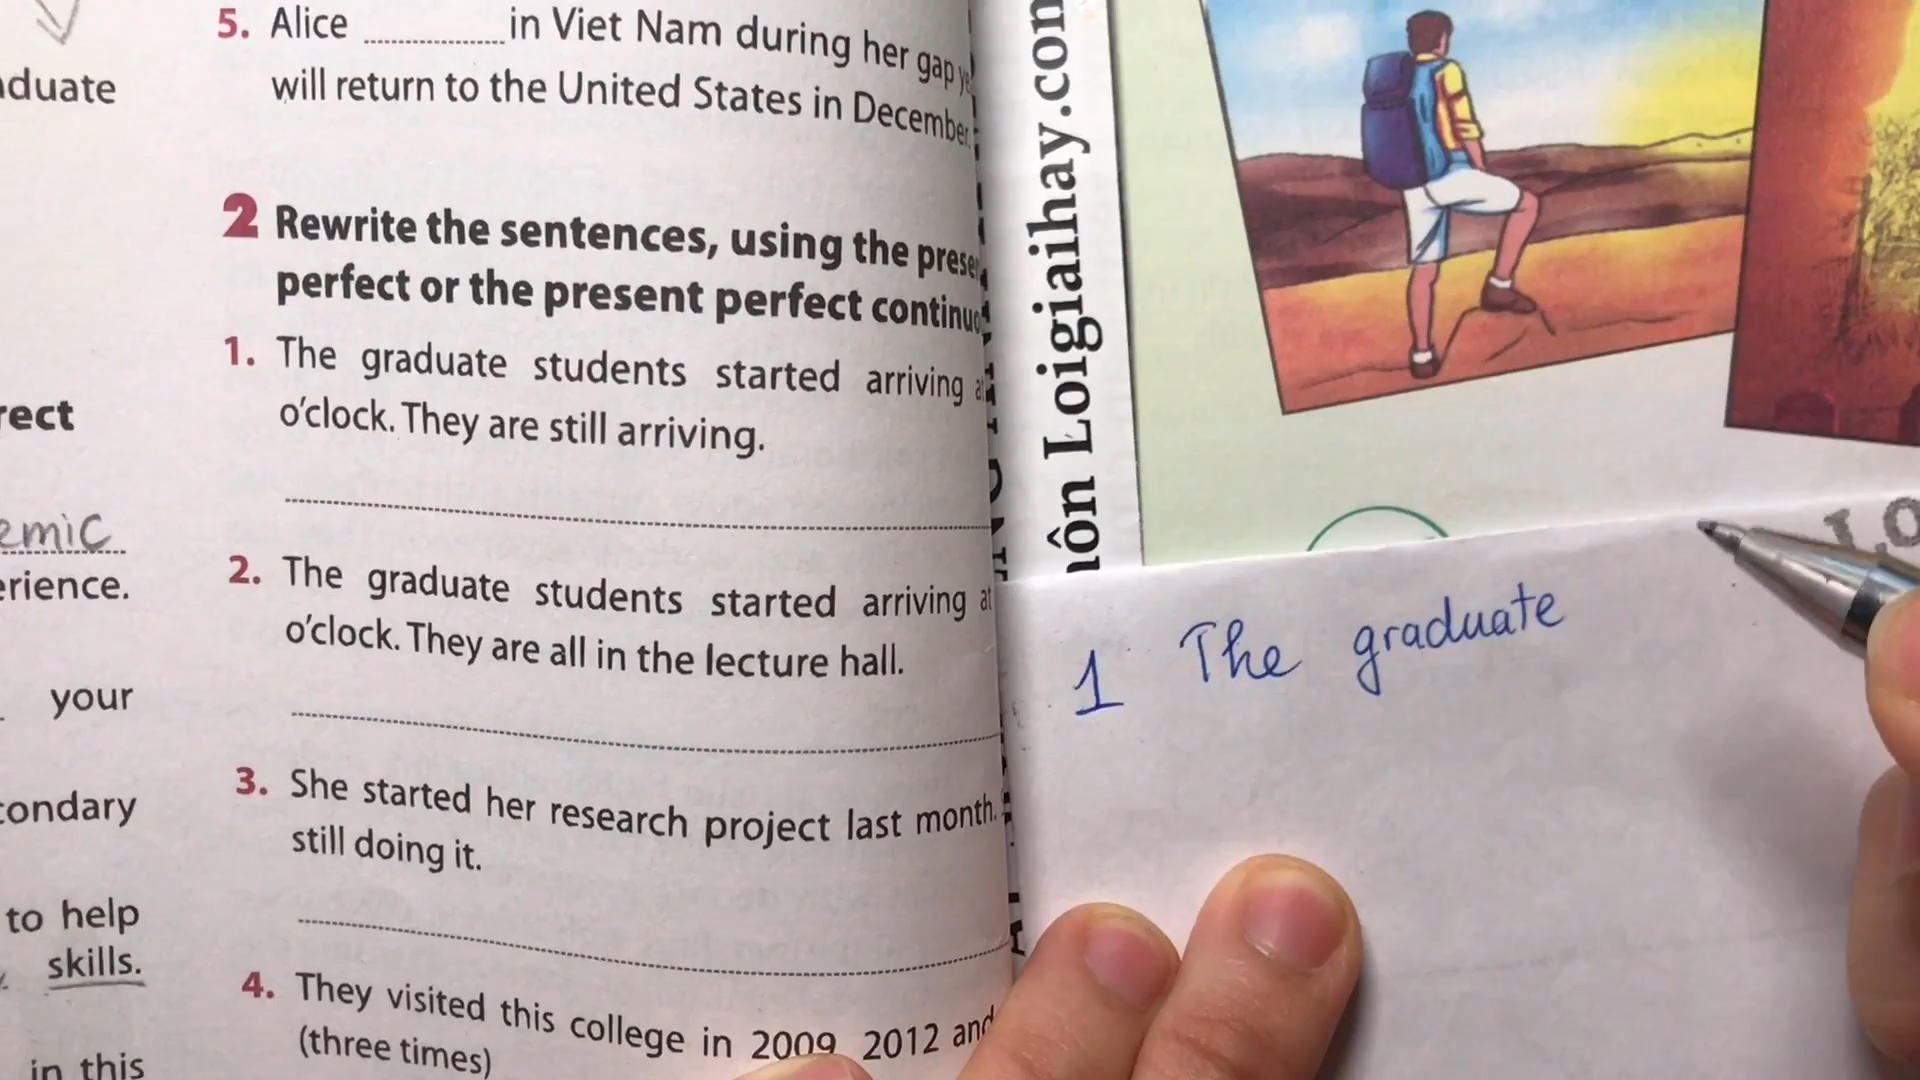 aduate
rect
emic
erience.
your
condary
to help
skills.
in this
5. Alice ............ in Viet Nam during her gap
will return to the United States in December.
2 Rewrite the sentences, using the
perfect or the present perfect
1. The graduate students started arriving
o'clock. They are still arriving.
2. The graduate students started arriving at
o'clock. They are all in the lecture hall.
3. She started her research project last month.
still doing it.
4. They visited this college in 2009, 2012 and
(three times)
Loigiaihay.com
1 The graduate